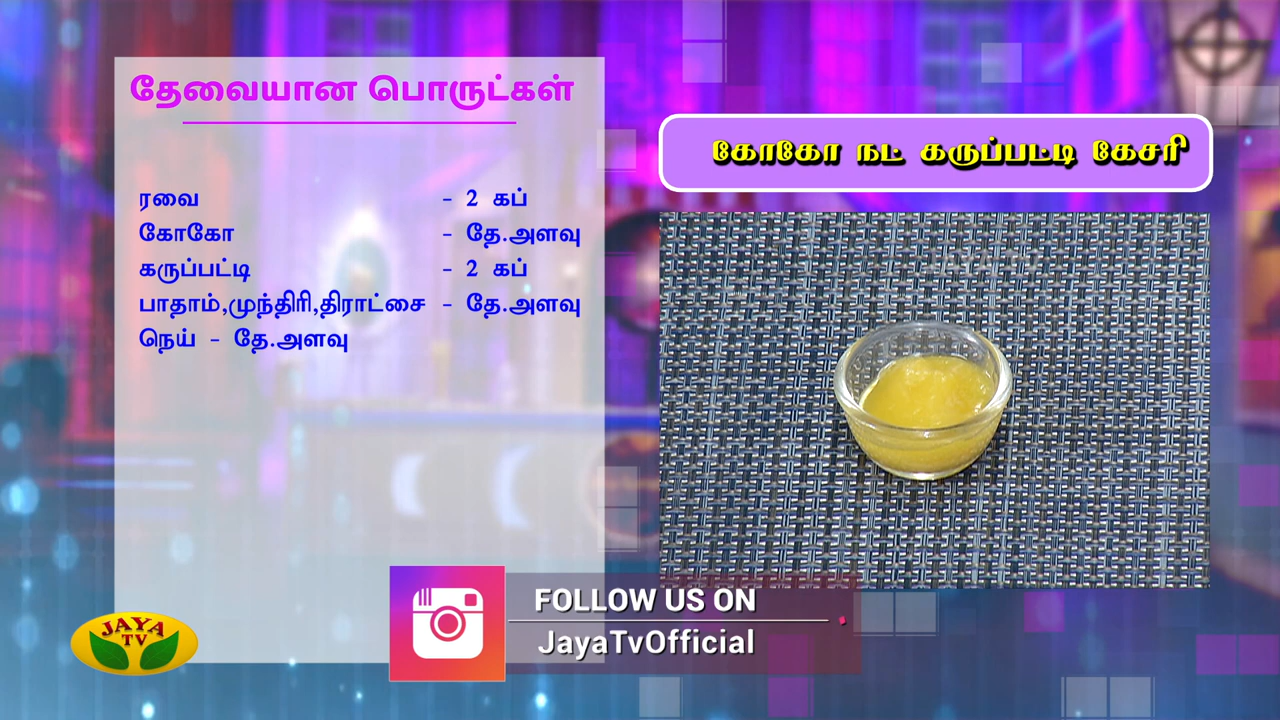 தேவையான பொருட்கள்
ரவை - 2 கப்
கோகோ - தே.அளவு
கருப்பட்டி - 2 கப்
பாதாம்,முந்திரி,திராட்சை - தே.அளவு
நெய் - தே.அளவு
கோகோ நட் கருப்பட்டி கேசரி
FOLLOW US ON
JayaTvOfficial
JAYA
TV